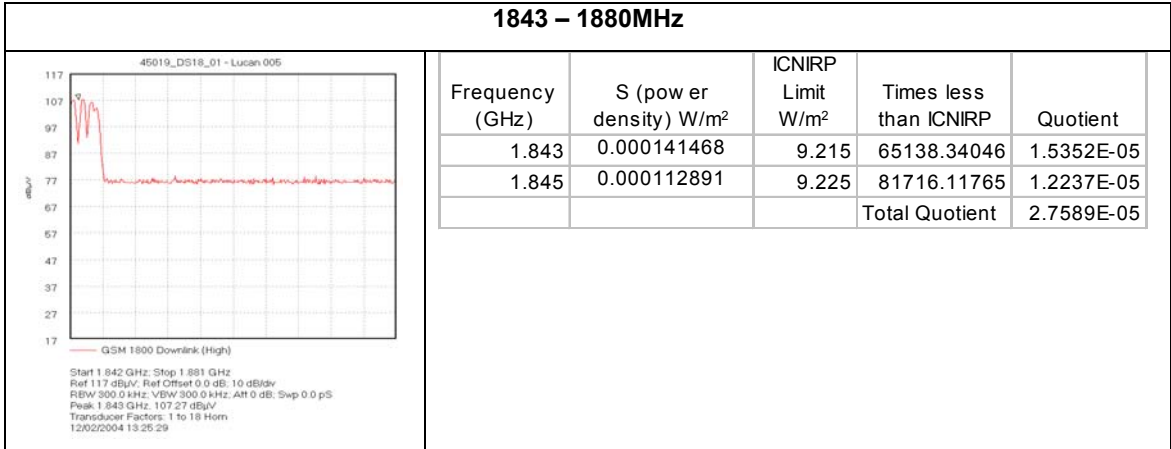 1843 – 1880MHz
45019_DS18_01 - Lucan.005
117
107
97
87
77
67
57
47
37
27
17
dBµV
GSM 1800 Downlink (High)
Start 1.842 GHz; Stop 1.881 GHz
Ref 117 dBµV; Ref Offset 0.0 dB; 10 dB/div
RBW 300.0 kHz; VBW 300.0 kHz; Att 0 dB; Swp 0.0 pS
Peak 1.843 GHz, 107.27 dBµV
Transducer Factors: 1 to 18 Horn
12/02/2004 13:25:29
Frequency (GHz) S (pow er density) W/m² ICNIRP Limit W/m² Times less than ICNIRP Quotient
1.843 0.000141468 9.215 65138.34046 1.5352E-05
1.845 0.000112891 9.225 81716.11765 1.2237E-05
Total Quotient 2.7589E-05